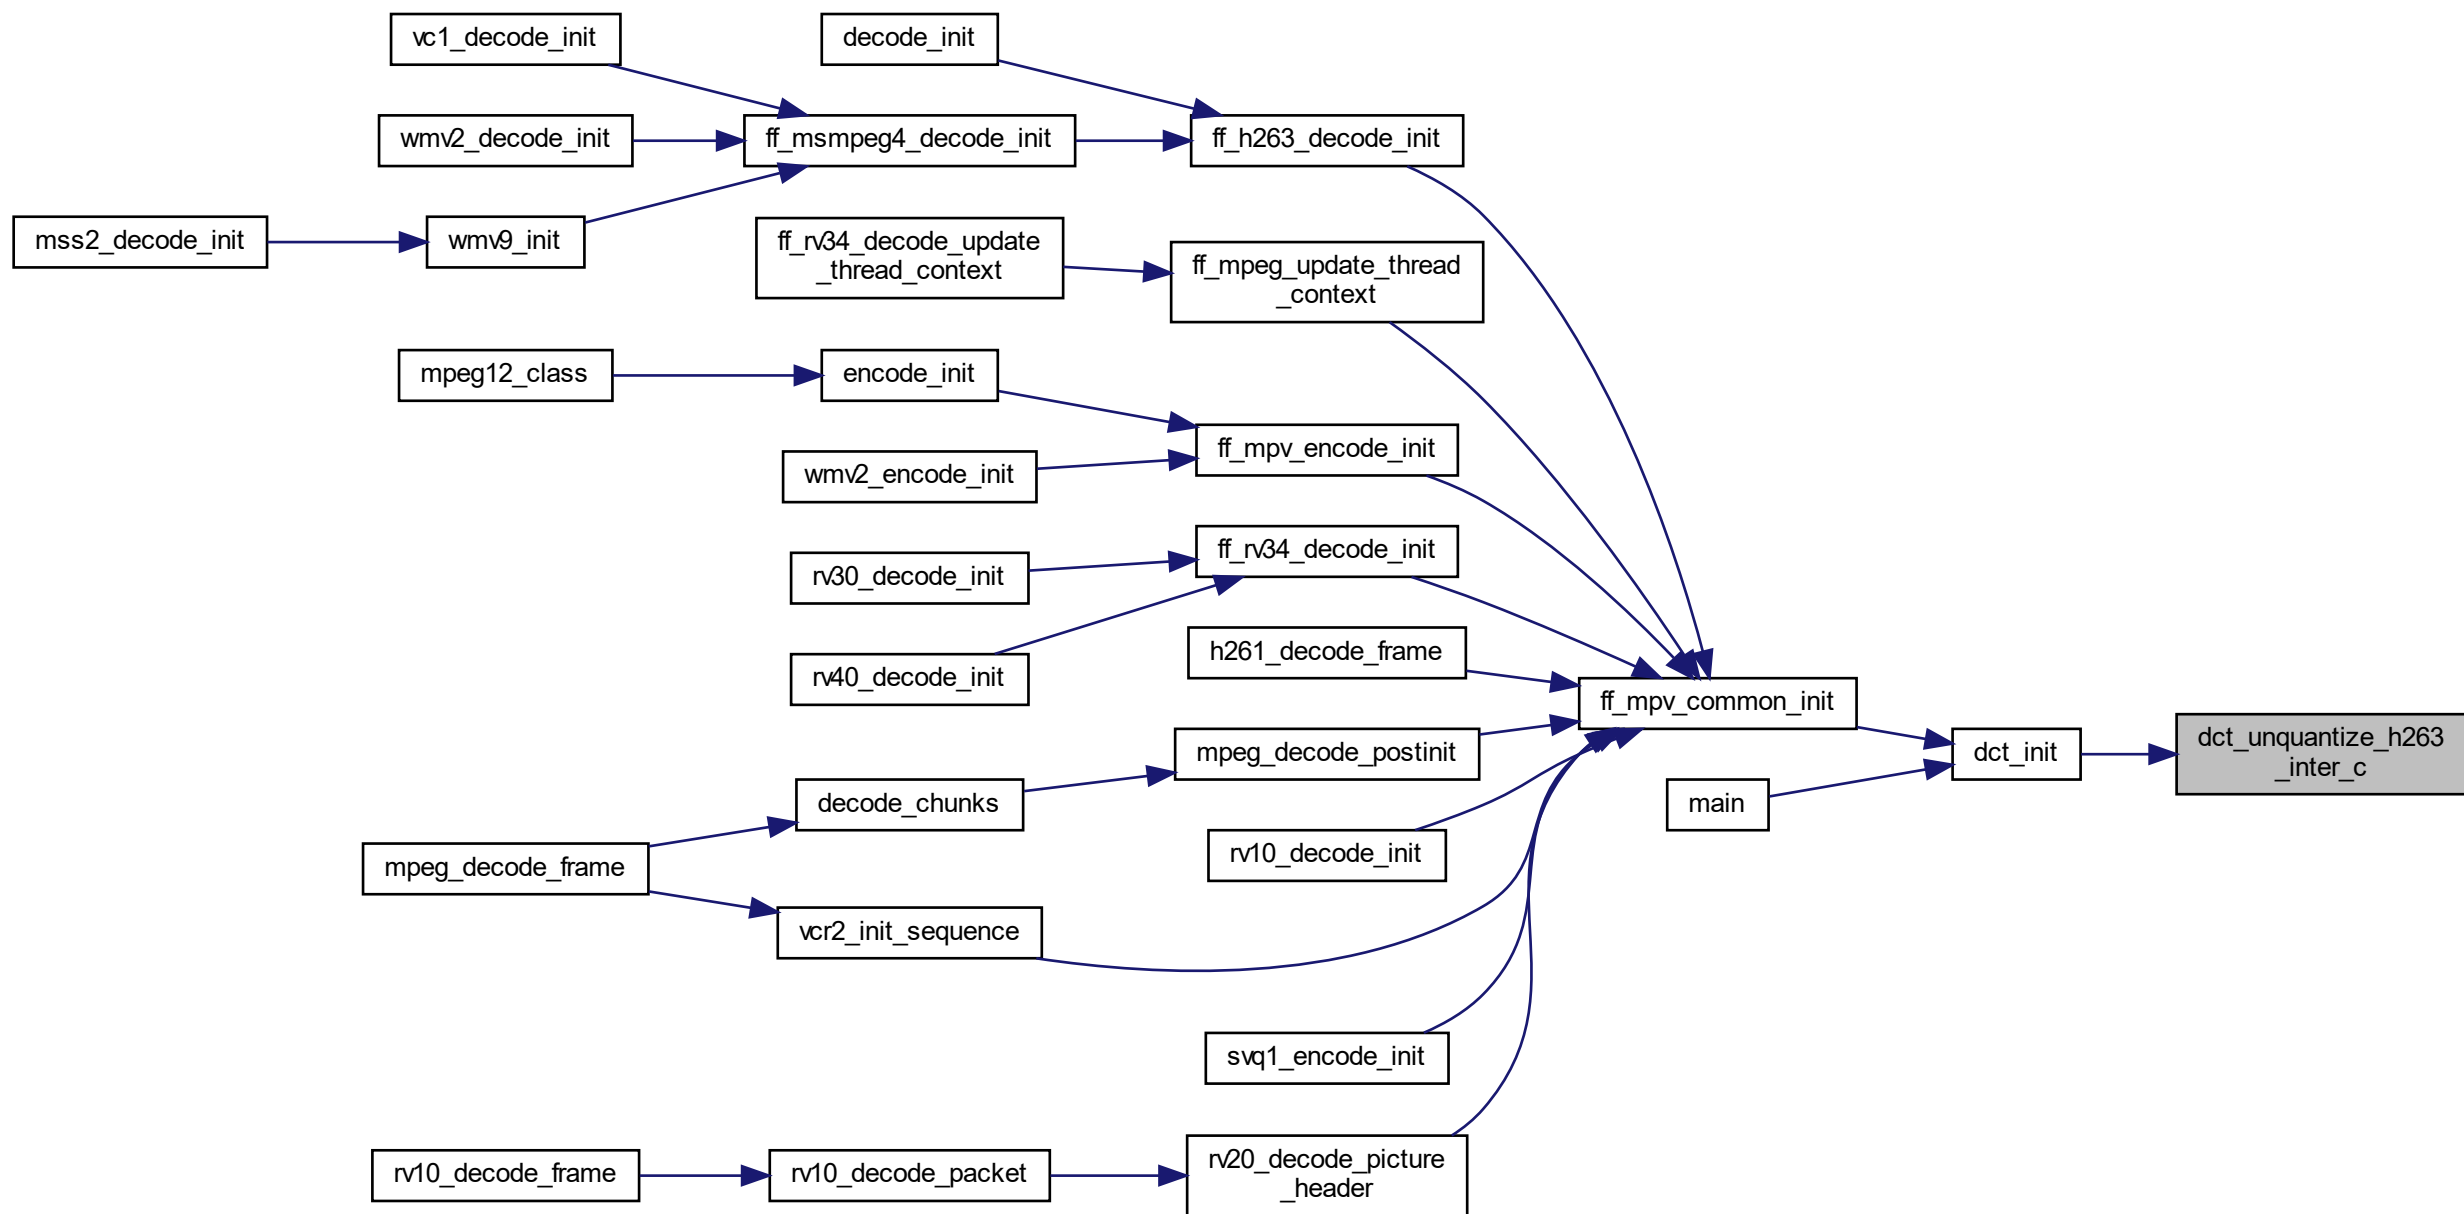 vc1_decode_init
decode_init
wmv2_decode_init
ff_msmpeg4_decode_init
ff_h263_decode_init
mss2_decode_init
wmv9_init
ff_rv34_decode_update
_thread_context
ff_mpeg_update_thread
_context
mpeg12_class
encode_init
ff_mpv_encode_init
wmv2_encode_init
ff_rv34_decode_init
rv30_decode_init
h261_decode_frame
rv40_decode_init
ff_mpv_common_init
dct_unquantize_h263
_inter_c
mpeg_decode_postinit
dct_init
decode_chunks
main
rv10_decode_init
mpeg_decode_frame
vcr2_init_sequence
svq1_encode_init
rv10_decode_frame
rv10_decode_packet
rv20_decode_picture
_header